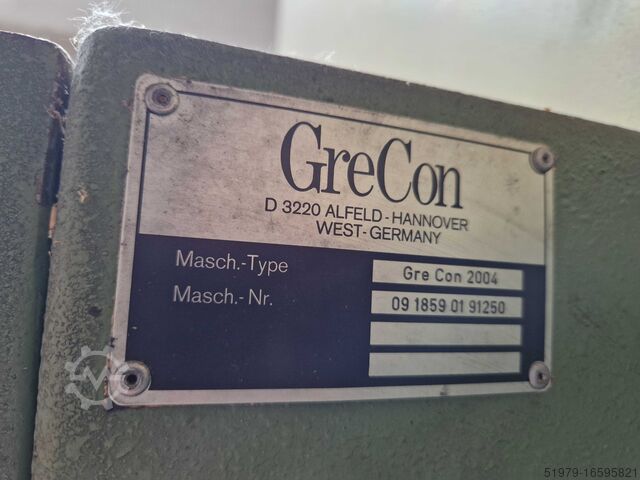 GreCon
D 3220 ALFELD - HANNOVER
WEST - GERMANY
Masch.-Type Gre Con 2004
Masch.- Nr. 09 1859 01 91250
51979-16595821